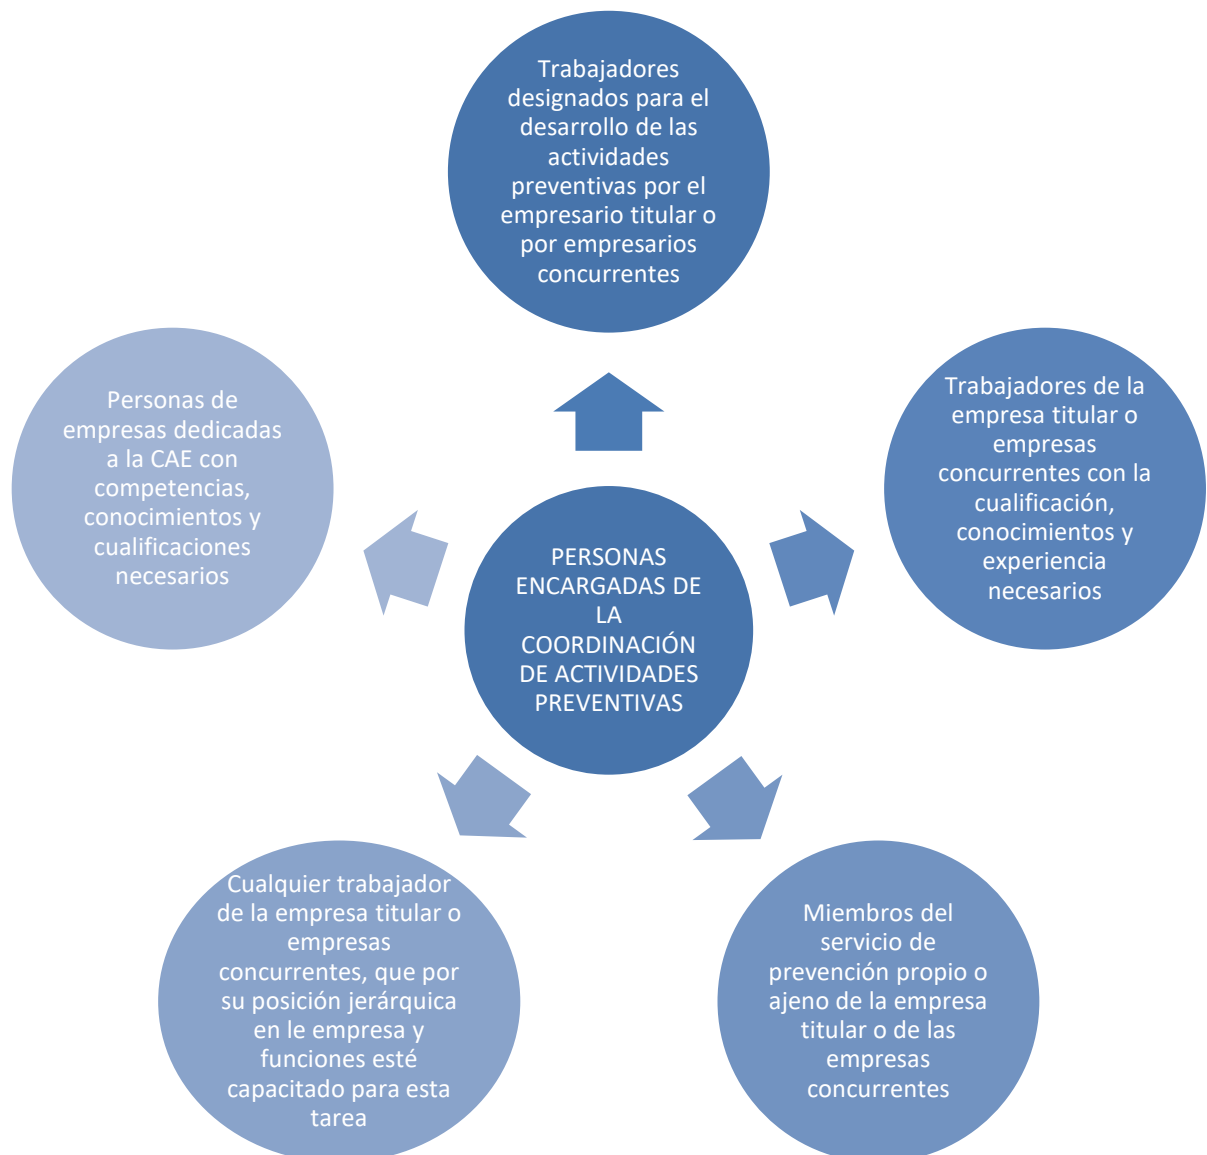 Trabajadores
designados para el
desarrollo de las
actividades
preventivas por el
empresario titular o
por empresarios
concurrentes
Trabajadores de la
empresa titular o
empresas
concurrentes con la
cualificación,
conocimientos y
experiencia
necesarios
Miembros del
servicio de
prevención propio o
ajeno de la empresa
titular o de las
empresas
concurrentes
Cualquier trabajador
de la empresa titular o
empresas
concurrentes, que por
su posición jerárquica
en le empresa y
funciones esté
capacitado para esta
tarea
Personas de
empresas dedicadas
a la CAE con
competencias,
conocimientos y
cualificaciones
necesarios
PERSONAS
ENCARGADAS DE
LA
COORDINACIÓN
DE ACTIVIDADES
PREVENTIVAS